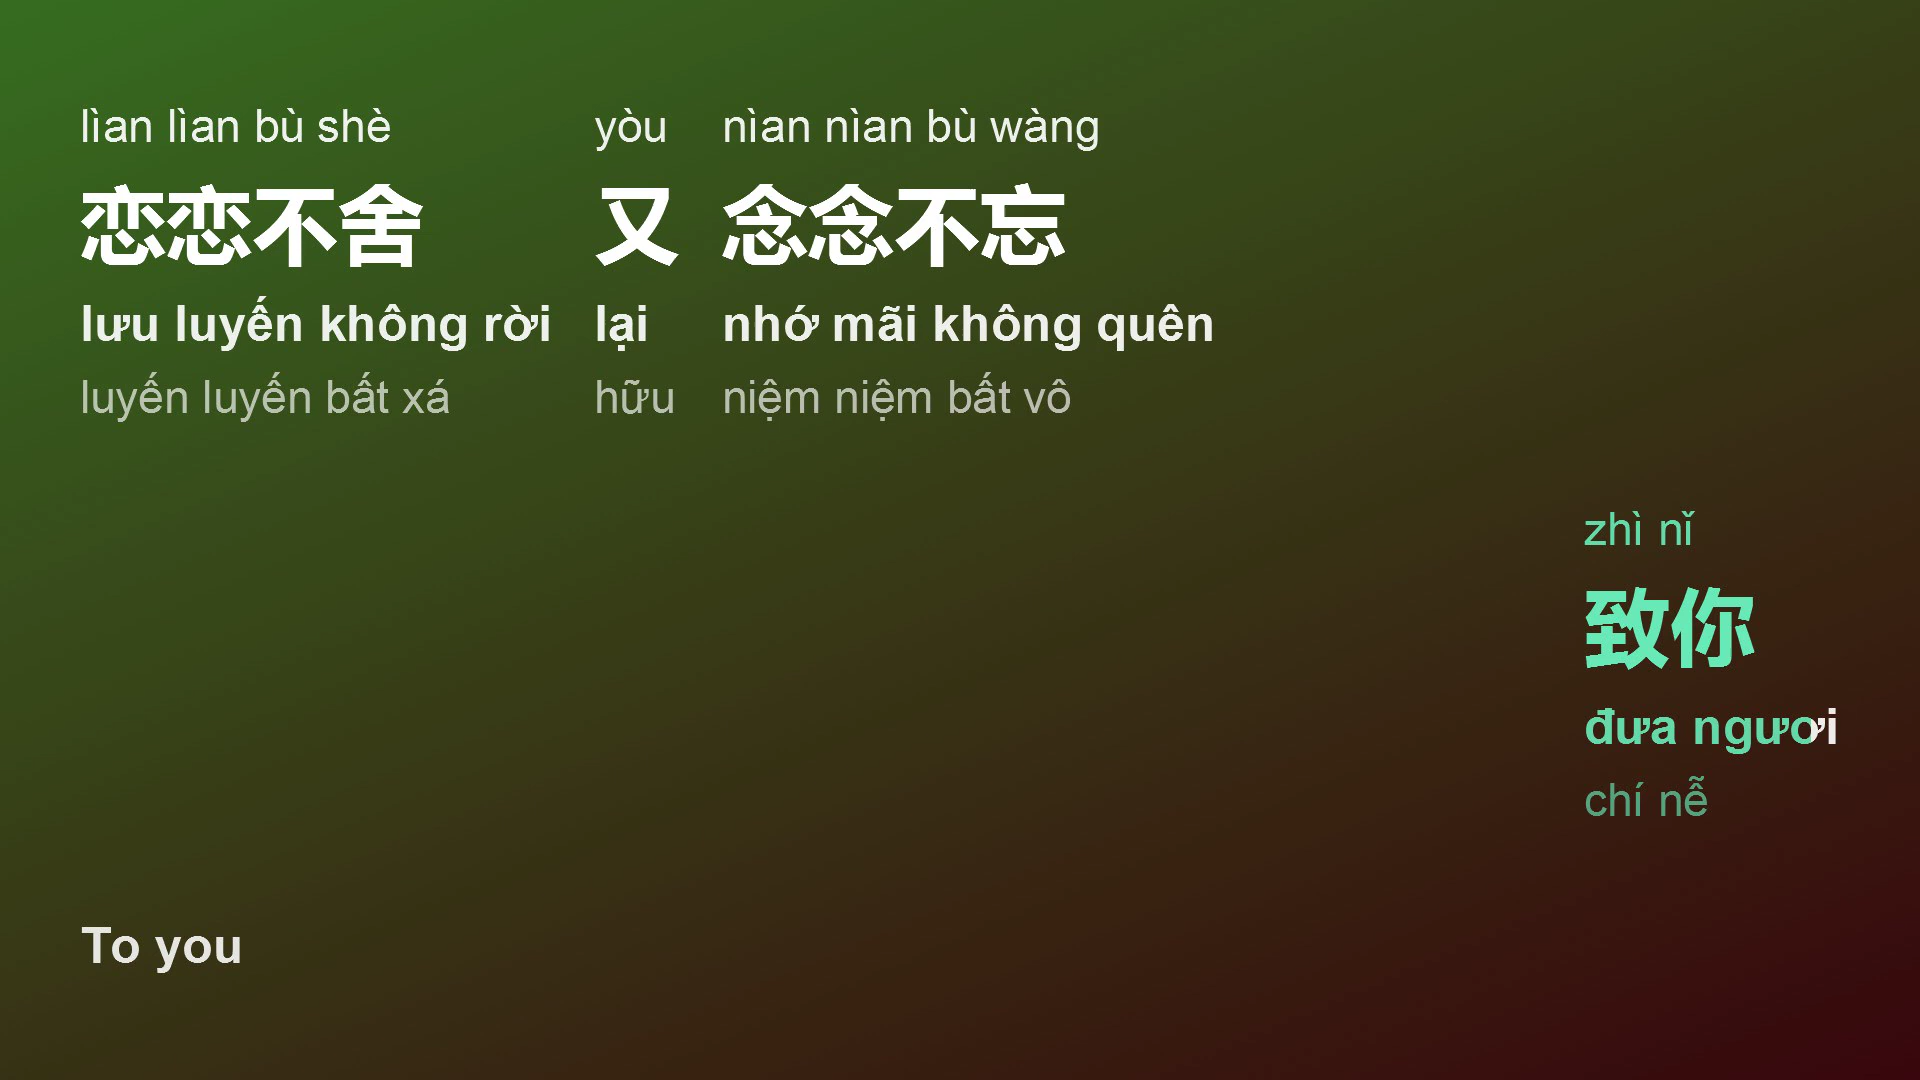 lìan lìan bù shè yòu nìan nìan bù wàng
恋恋不舍 又 念念不忘
lưu luyến không rời lại nhớ mãi không quên
luyến luyến bất xá hữu niệm niệm bất vô
zhì nǐ
致你
đưa ngươi
chí nễ
To you